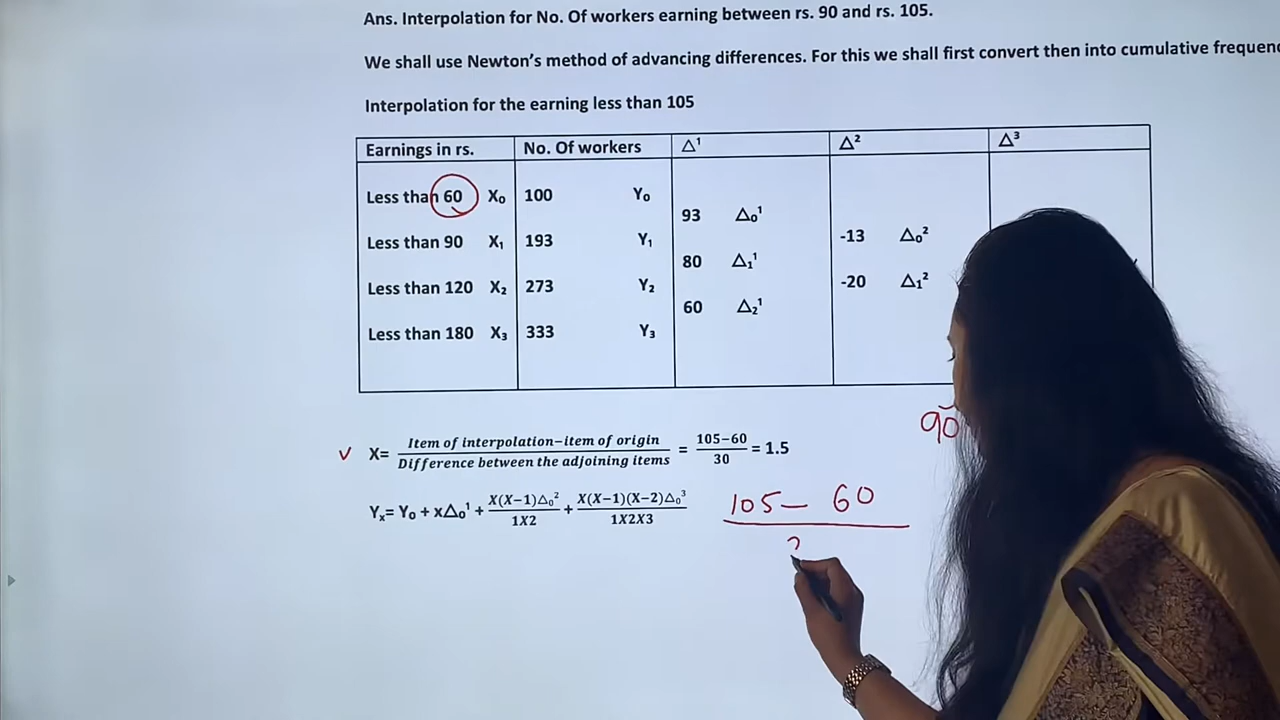 Ans. Interpolation for No. Of workers earning between rs. 90 and rs. 105.
We shall use Newton's method of advancing differences. For this we shall first convert then into cumulative
Interpolation for the earning less than 105
Earnings in rs. No. Of workers Δ¹ Δ² Δ³
Less than 60 X₀ 100 Y₀
93 Δ₀¹
Less than 90 X₁ 193 Y₁ -13 Δ₀²
80 Δ₁¹
Less than 120 X₂ 273 Y₂ -20 Δ₁²
60 Δ₂¹
Less than 180 X₃ 333 Y₃
90
X= Item of interpolation−item of origin / Difference between the adjoining items = 105−60 / 30 = 1.5
Yₓ= Y₀ + xΔ₀¹ + X(X−1)Δ₀² / 1X2 + X(X−1)(X−2)Δ₀³ / 1X2X3
105 − 60